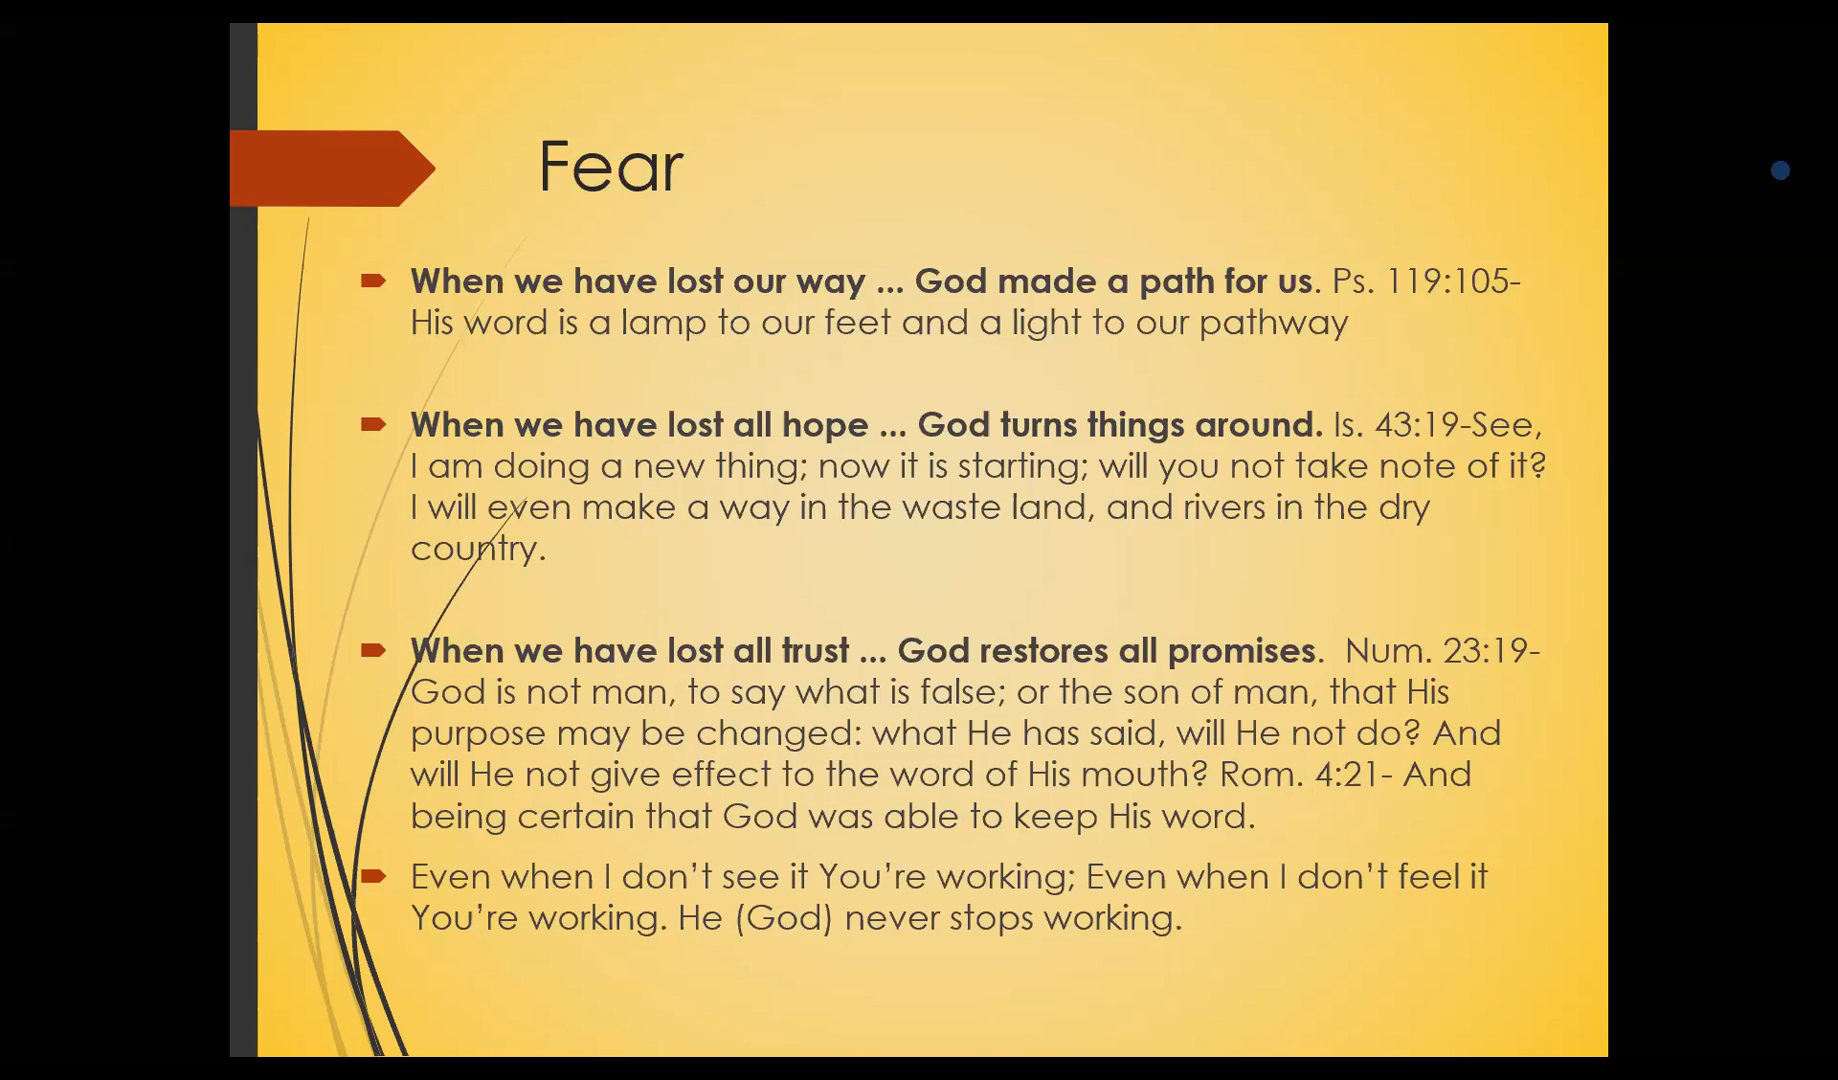 Fear
When we have lost our way ... God made a path for us. Ps. 119:105-
His word is a lamp to our feet and a light to our pathway
When we have lost all hope ... God turns things around. Is. 43:19-See,
I am doing a new thing; now it is starting; will you not take note of it?
I will even make a way in the waste land, and rivers in the dry
country.
When we have lost all trust ... God restores all promises.  Num. 23:19-
God is not man, to say what is false; or the son of man, that His
purpose may be changed: what He has said, will He not do? And
will He not give effect to the word of His mouth? Rom. 4:21- And
being certain that God was able to keep His word.
Even when I don’t see it You’re working; Even when I don’t feel it
You’re working. He (God) never stops working.